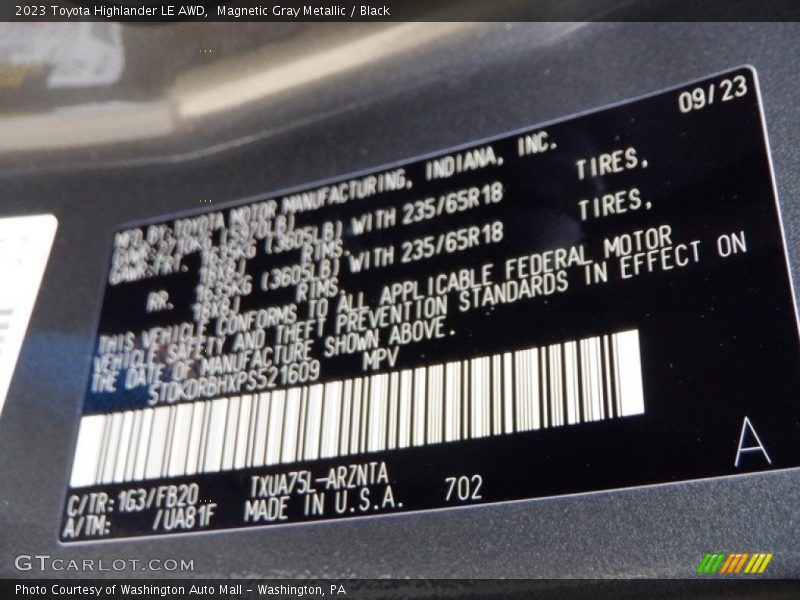 2023 Toyota Highlander LE AWD, Magnetic Gray Metallic / Black
09/23
MFD BY: TOYOTA MOTOR MANUFACTURING, INDIANA, INC.
(5970LB)
(3605LB) WITH 235/65R18 TIRES,
RIMS
RR. (3605LB) WITH 235/65R18 TIRES,
RIMS
THIS VEHICLE CONFORMS TO ALL APPLICABLE FEDERAL MOTOR
VEHICLE SAFETY AND THEFT PREVENTION STANDARDS IN EFFECT ON
THE DATE OF MANUFACTURE SHOWN ABOVE.
5TDKDRBHXPS521609 MPV
C/TR: 1G3/FB20 TXUA75L-ARZNTA 702
A/TM: /UA81F MADE IN U.S.A.
A
GTCARLOT.COM
Photo Courtesy of Washington Auto Mall - Washington, PA